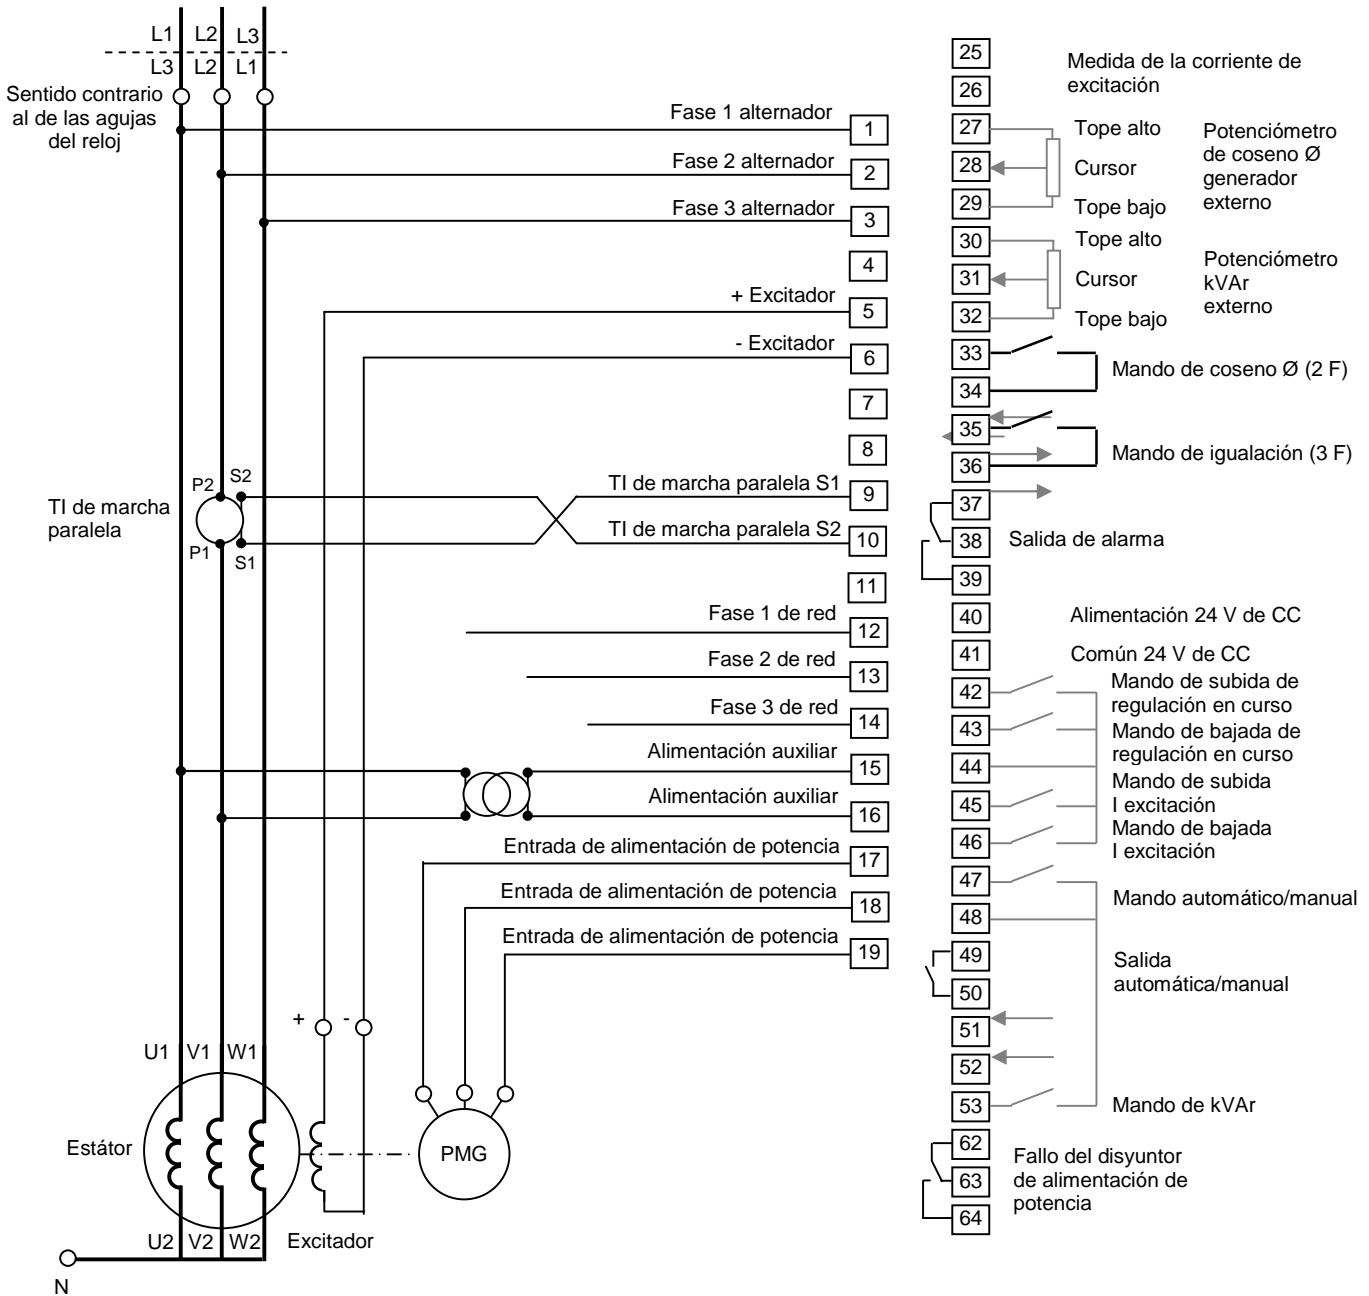 L1 L2 L3
L3 L2 L1
Sentido contrario
al de las agujas
del reloj
Fase 1 alternador
1
Fase 2 alternador
2
Fase 3 alternador
3
4
+ Excitador
5
- Excitador
6
7
8
TI de marcha
paralela
P2 S2
P1 S1
TI de marcha paralela S1
9
TI de marcha paralela S2
10
11
Fase 1 de red
12
Fase 2 de red
13
Fase 3 de red
14
Alimentación auxiliar
15
Alimentación auxiliar
16
Entrada de alimentación de potencia
17
Entrada de alimentación de potencia
18
Entrada de alimentación de potencia
19
+ -
U1 V1 W1
Estátor
PMG
U2 V2 W2
Excitador
N
25
26
Medida de la corriente de
excitación
27
Tope alto
28
Cursor
29
Tope bajo
Potenciómetro
de coseno Ø
generador
externo
30
Tope alto
31
Cursor
32
Tope bajo
Potenciómetro
kVAr
externo
33
34
Mando de coseno Ø (2 F)
35
36
Mando de igualación (3 F)
37
38
39
Salida de alarma
40
Alimentación 24 V de CC
41
Común 24 V de CC
42
Mando de subida de
regulación en curso
43
Mando de bajada de
regulación en curso
44
45
Mando de subida
I excitación
46
Mando de bajada
I excitación
47
48
Mando automático/manual
49
50
Salida
automática/manual
51
52
53
Mando de kVAr
62
63
64
Fallo del disyuntor
de alimentación de
potencia